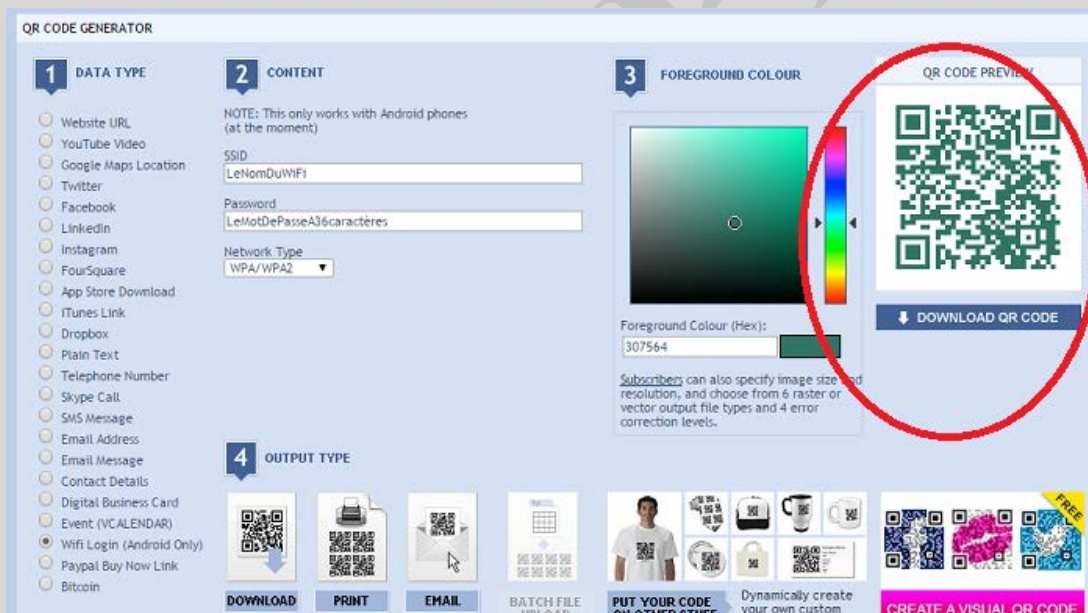 QR CODE GENERATOR
1 DATA TYPE
Website URL
YouTube Video
Google Maps Location
Twitter
Facebook
LinkedIn
Instagram
FourSquare
App Store Download
iTunes Link
Dropbox
Plain Text
Telephone Number
Skype Call
SMS Message
Email Address
Email Message
Contact Details
Digital Business Card
Event (VCALENDAR)
Wifi Login (Android Only)
Paypal Buy Now Link
Bitcoin
2 CONTENT
NOTE: This only works with Android phones
(at the moment)
SSID
LeNomDuWiFi
Password
LeMotDePasseA36caractères
Network Type
WPA/WPA2
3 FOREGROUND COLOUR
Foreground Colour (Hex):
307564
Subscribers can also specify image size and
resolution, and choose from 6 raster or
vector output file types and 4 error
correction levels.
QR CODE PREVIEW
DOWNLOAD QR CODE
4 OUTPUT TYPE
DOWNLOAD
PRINT
EMAIL
BATCH FILE
UPLOAD
PUT YOUR CODE
ON OTHER STUFF
Dynamically create
your own custom
FREE
CREATE A VISUAL QR CODE